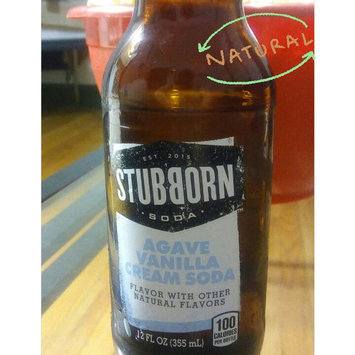 NATURAL
EST. 2015
STUBBORN
SODA™
AGAVE
VANILLA
CREAM SODA
FLAVOR WITH OTHER
NATURAL FLAVORS
100
CALORIES
PER BOTTLE
12 FL OZ (355 mL)